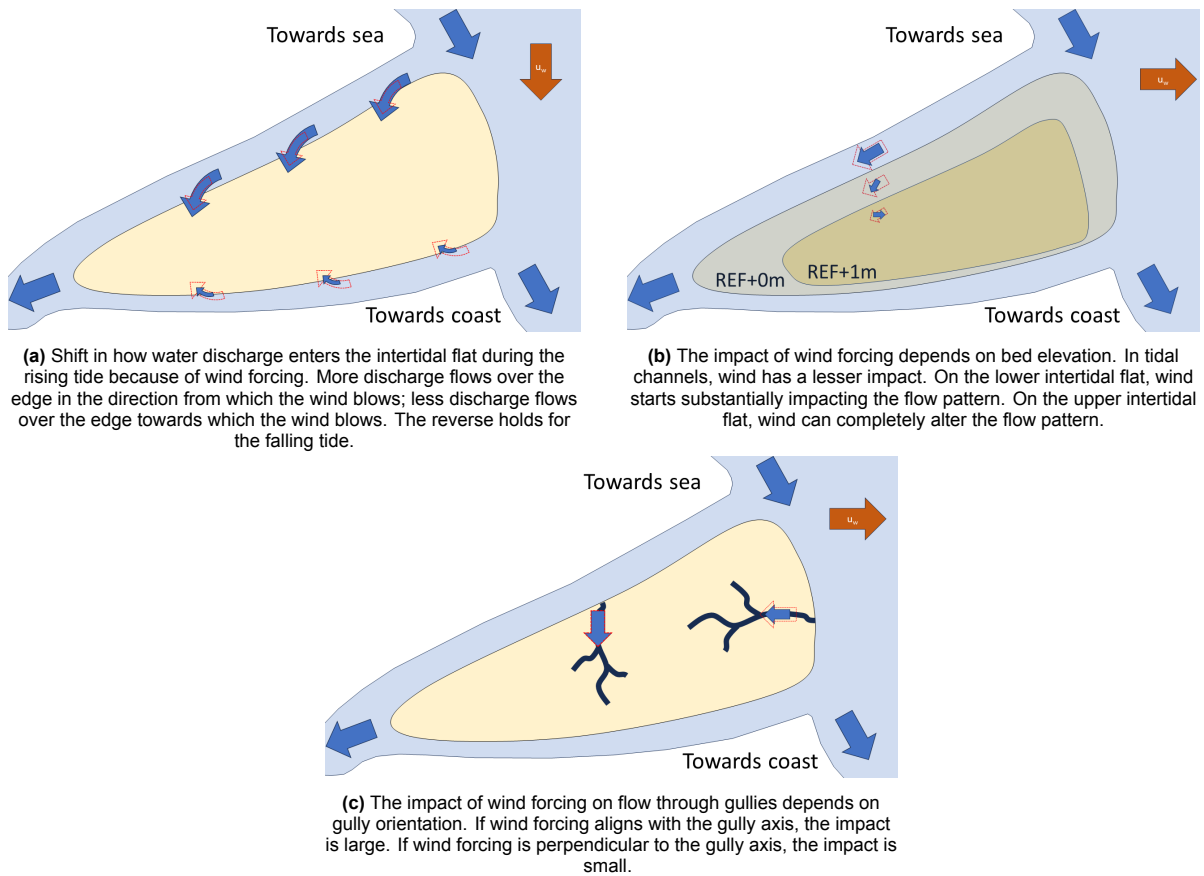 Towards sea
u_w
Towards coast
(a) Shift in how water discharge enters the intertidal flat during the
rising tide because of wind forcing. More discharge flows over the
edge in the direction from which the wind blows; less discharge flows
over the edge towards which the wind blows. The reverse holds for
the falling tide.
Towards sea
u_w
REF+0m
REF+1m
Towards coast
(b) The impact of wind forcing depends on bed elevation. In tidal
channels, wind has a lesser impact. On the lower intertidal flat, wind
starts substantially impacting the flow pattern. On the upper intertidal
flat, wind can completely alter the flow pattern.
Towards sea
u_w
Towards coast
(c) The impact of wind forcing on flow through gullies depends on
gully orientation. If wind forcing aligns with the gully axis, the impact
is large. If wind forcing is perpendicular to the gully axis, the impact is
small.